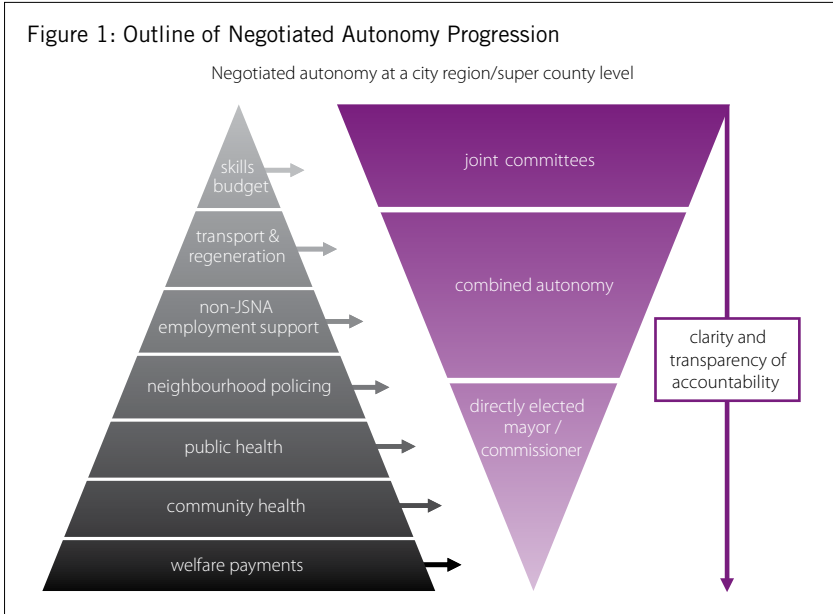 Figure 1: Outline of Negotiated Autonomy Progression
Negotiated autonomy at a city region/super county level
skills
budget
transport &
regeneration
non-JSNA
employment support
neighbourhood policing
public health
community health
welfare payments
joint committees
combined autonomy
directly elected
mayor /
commissioner
clarity and
transparency of
accountability